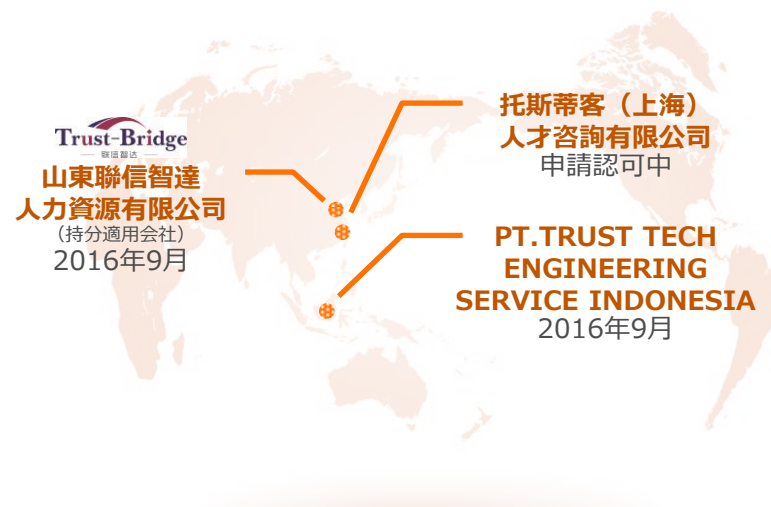 Trust-Bridge
联信智达
山東聯信智達
人力資源有限公司
（持分適用会社）
2016年9月
托斯蒂客（上海）
人才咨詢有限公司
申請認可中
PT.TRUST TECH
ENGINEERING
SERVICE INDONESIA
2016年9月